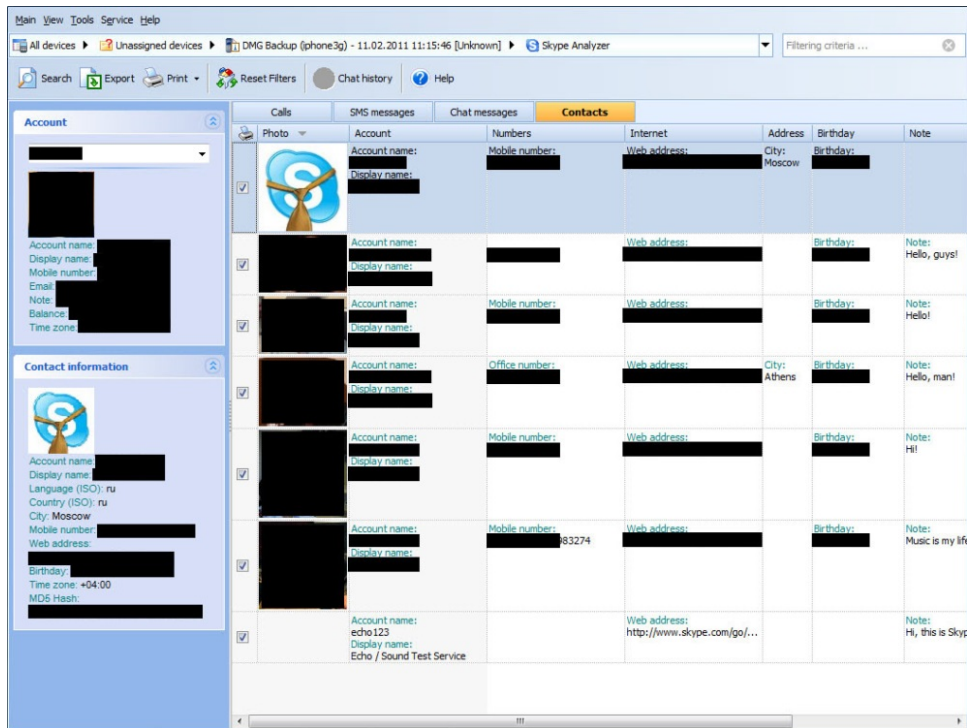 Main View Tools Service Help
All devices Unassigned devices DMG Backup (iphone3g) - 11.02.2011 11:15:46 [Unknown] Skype Analyzer Filtering criteria ...
Search Export Print Reset Filters Chat history Help
Account
Account name:
Display name:
Mobile number:
Email:
Note:
Balance:
Time zone:
Contact information
Account name:
Display name:
Language (ISO): ru
Country (ISO): ru
City: Moscow
Mobile number:
Web address:
Birthday:
Time zone: +04:00
MD5 Hash:
Calls SMS messages Chat messages Contacts
Photo Account Numbers Internet Address Birthday Note
Account name: Mobile number: Web address: City: Birthday:
Moscow
Display name:
Account name: Web address: Birthday: Note:
Hello, guys!
Display name:
Account name: Mobile number: Web address: Birthday: Note:
Hello!
Display name:
Account name: Office number: Web address: City: Birthday: Note:
Athens Hello, man!
Display name:
Account name: Mobile number: Web address: Birthday: Note:
Hi!
Display name:
Account name: Mobile number: Web address: Birthday: Note:
983274 Music is my life
Display name:
Account name: Web address: Note:
echo123 http://www.skype.com/go/... Hi, this is Skyp
Display name:
Echo / Sound Test Service